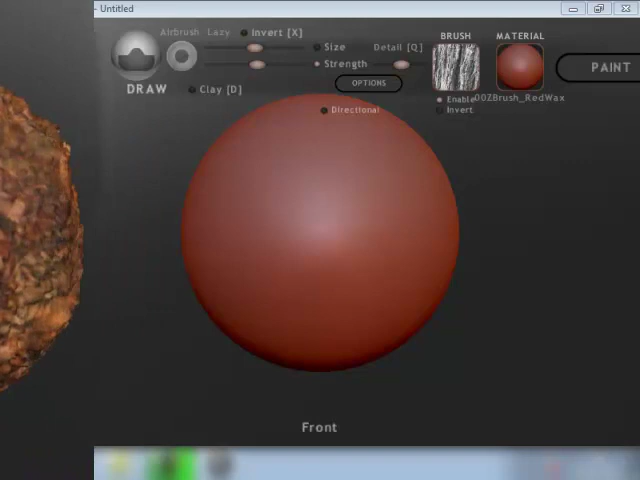 - Untitled
Airbrush Lazy Invert [X]
Size Detail [Q]
Strength
OPTIONS
DRAW Clay [D]
Directional
BRUSH MATERIAL
PAINT
Enable 00ZBrush_RedWax
Invert
Front